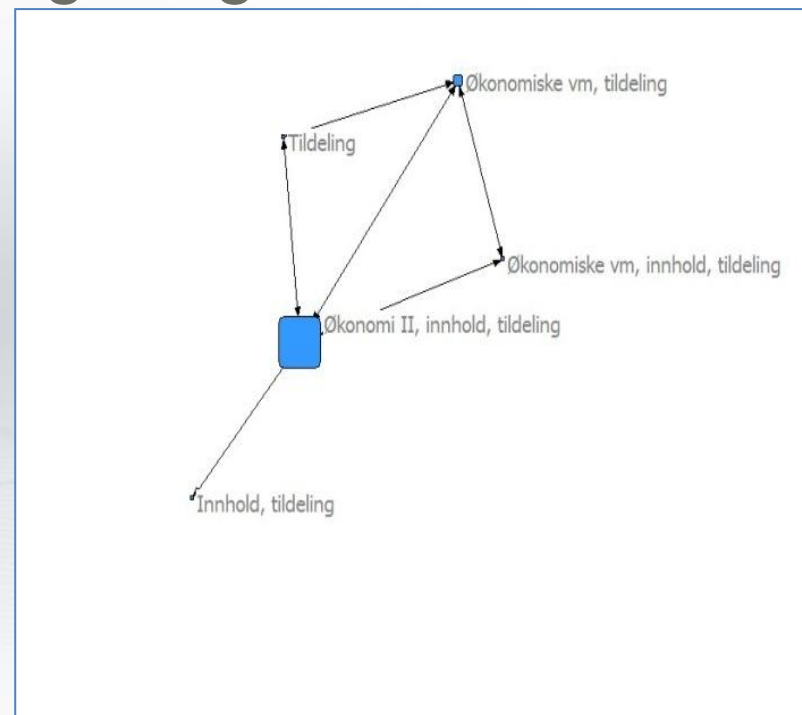 Økonomiske vm, tildeling
Tildeling
Økonomiske vm, innhold, tildeling
Økonomi II, innhold, tildeling
Innhold, tildeling